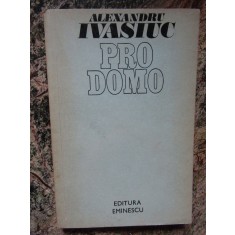 ALEXANDRU
IVASIUC
PRO
DOMO
EDITURA
EMINESCU